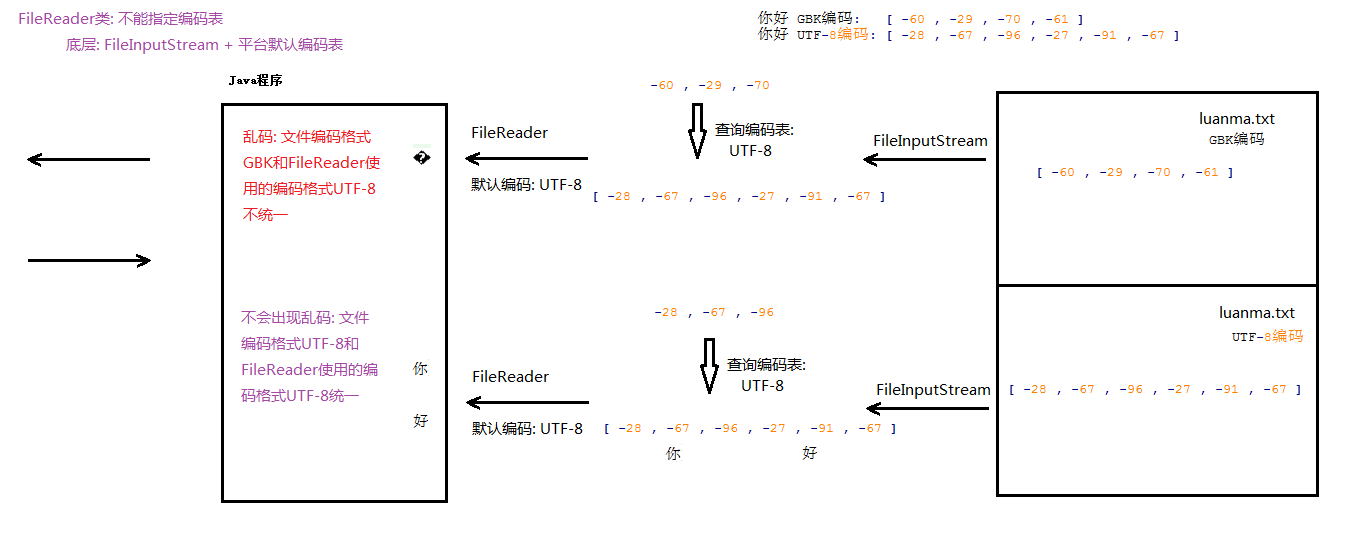 FileReader类: 不能指定编码表
底层: FileInputStream + 平台默认编码表
你好 GBK编码: [ -60 , -29 , -70 , -61 ]
你好 UTF-8编码: [ -28 , -67 , -96 , -27 , -91 , -67 ]
Java程序
乱码: 文件编码格式
GBK和FileReader使
用的编码格式UTF-8
不统一
�
FileReader
默认编码: UTF-8
-60 , -29 , -70
查询编码表:
UTF-8
[ -28 , -67 , -96 , -27 , -91 , -67 ]
FileInputStream
luanma.txt
GBK编码
[ -60 , -29 , -70 , -61 ]
不会出现乱码: 文件
编码格式UTF-8和
FileReader使用的编
码格式UTF-8统一
你
好
FileReader
默认编码: UTF-8
-28 , -67 , -96
查询编码表:
UTF-8
[ -28 , -67 , -96 , -27 , -91 , -67 ]
你 好
FileInputStream
luanma.txt
UTF-8编码
[ -28 , -67 , -96 , -27 , -91 , -67 ]